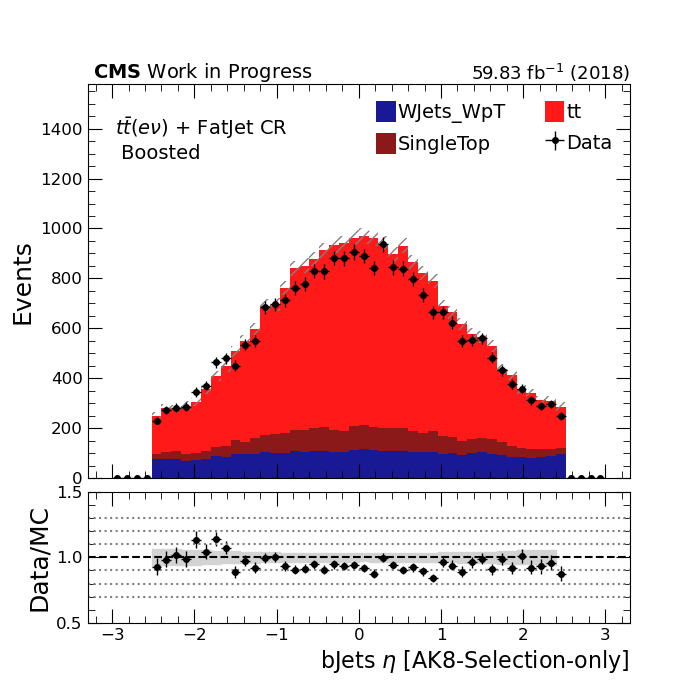 CMS Work in Progress 59.83 fb⁻¹ (2018)
tt̄(eν) + FatJet CR
Boosted
WJets_WpT tt
SingleTop Data
Events
1400
1200
1000
800
600
400
200
0
Data/MC
1.5
1.0
0.5
−3 −2 −1 0 1 2 3
bJets η [AK8-Selection-only]